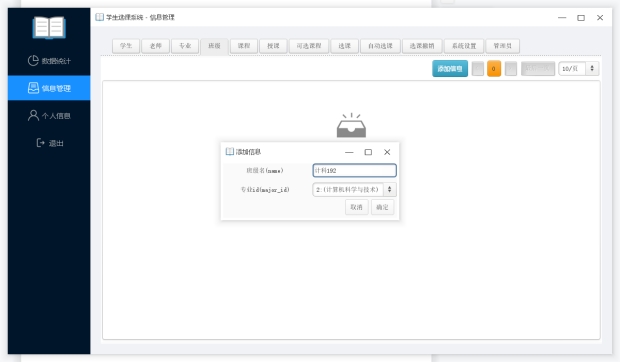 学生选课系统 - 信息管理
学生 老师 专业 班级 课程 授课 可选课程 选课 自动选课 选课撤销 系统设置 管理员
数据统计
信息管理
个人信息
退出
添加信息 0 10/页
添加信息
班级名(name) 计科192
专业id(major_id) 2 (计算机科学与技术)
取消 确定